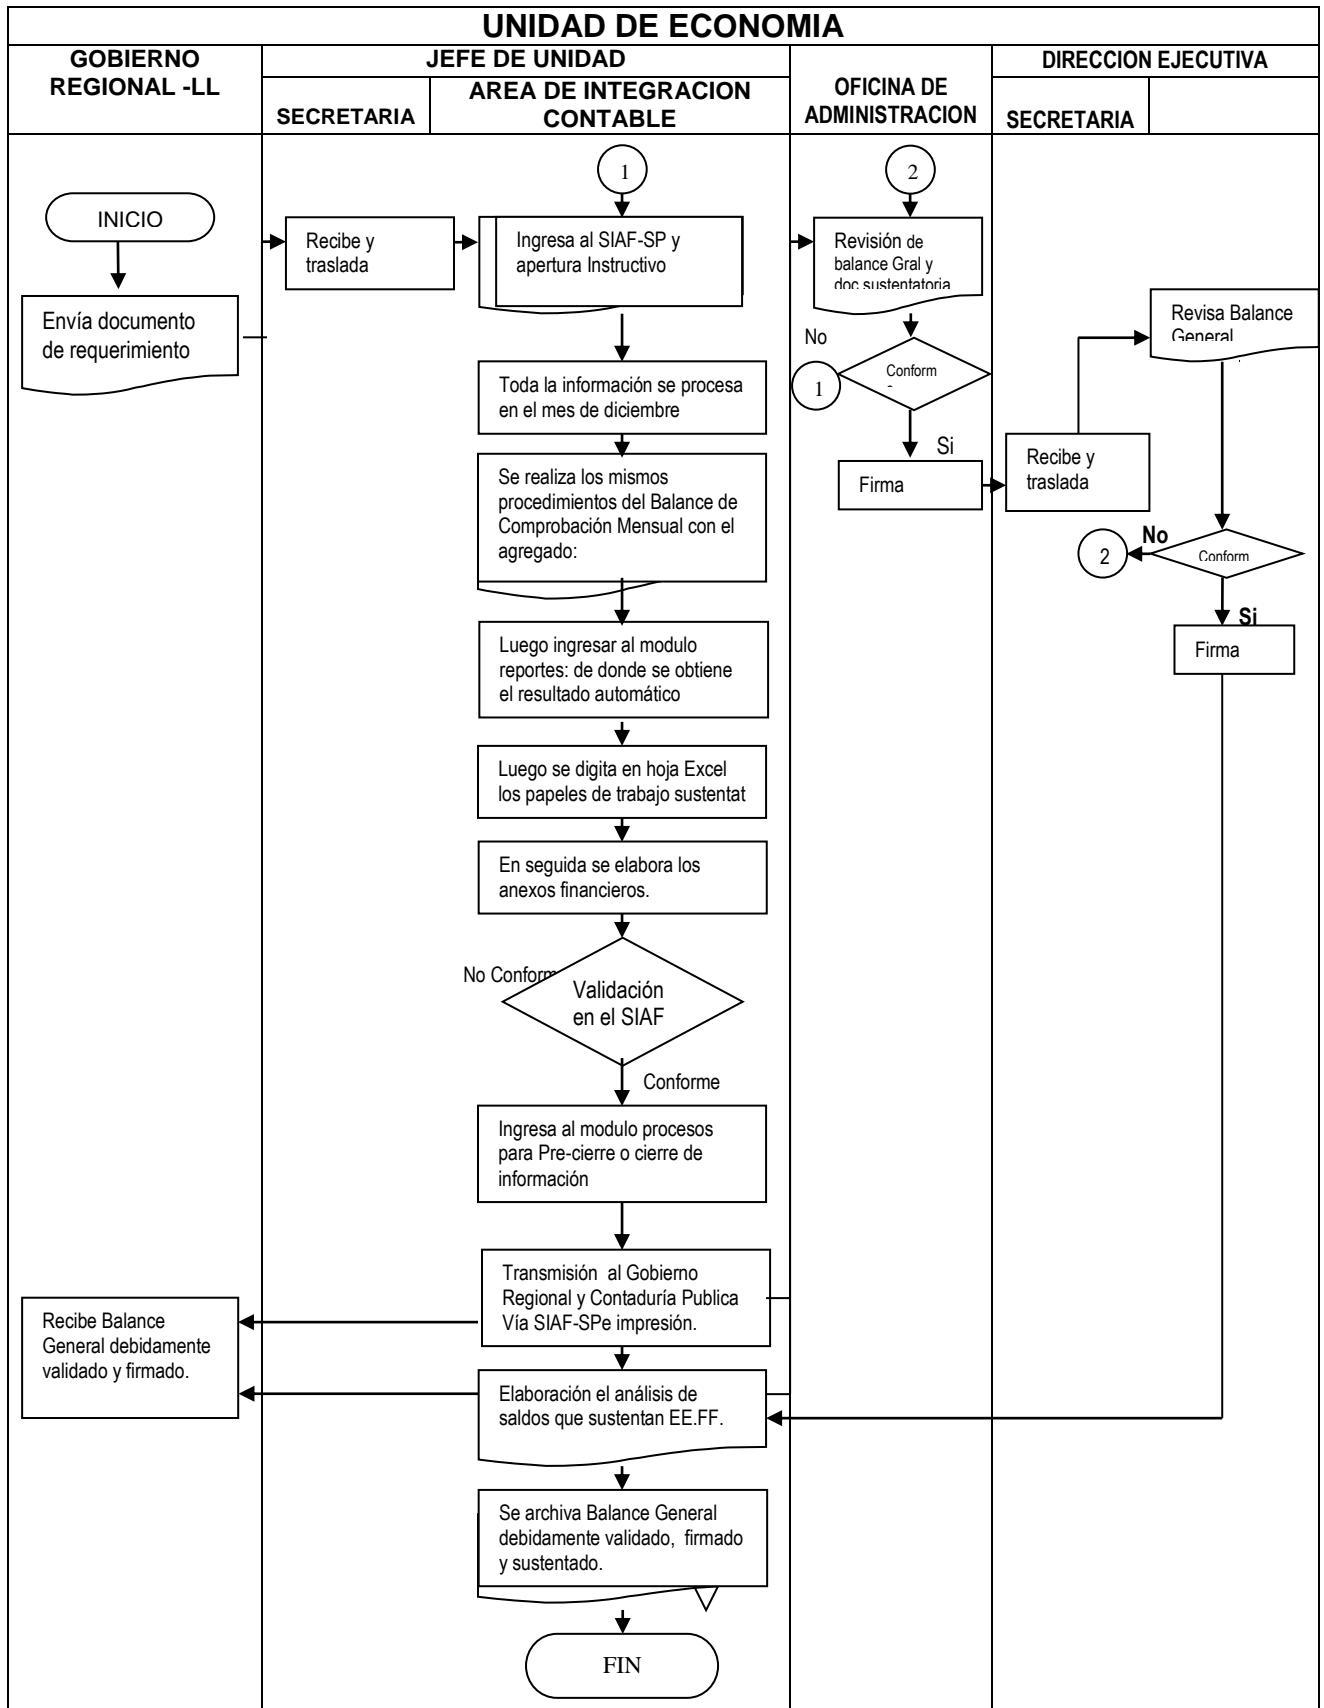 UNIDAD DE ECONOMIA
GOBIERNO
REGIONAL -LL
JEFE DE UNIDAD
SECRETARIA
AREA DE INTEGRACION
CONTABLE
OFICINA DE
ADMINISTRACION
DIRECCION EJECUTIVA
SECRETARIA
INICIO
Envía documento
de requerimiento
Recibe y
traslada
1
Ingresa al SIAF-SP y
apertura Instructivo
Toda la información se procesa
en el mes de diciembre
Se realiza los mismos
procedimientos del Balance de
Comprobación Mensual con el
agregado:
Luego ingresar al modulo
reportes: de donde se obtiene
el resultado automático
Luego se digita en hoja Excel
los papeles de trabajo sustentat
En seguida se elabora los
anexos financieros.
No Conform
Validación
en el SIAF
Conforme
Ingresa al modulo procesos
para Pre-cierre o cierre de
información
Transmisión al Gobierno
Regional y Contaduría Publica
Vía SIAF-SPe impresión.
Recibe Balance
General debidamente
validado y firmado.
Elaboración el análisis de
saldos que sustentan EE.FF.
Se archiva Balance General
debidamente validado, firmado
y sustentado.
FIN
2
Revisión de
balance Gral y
doc sustentatoria
No
1
Conform
Si
Firma
Recibe y
traslada
Revisa Balance
General
No
2
Conform
Si
Firma